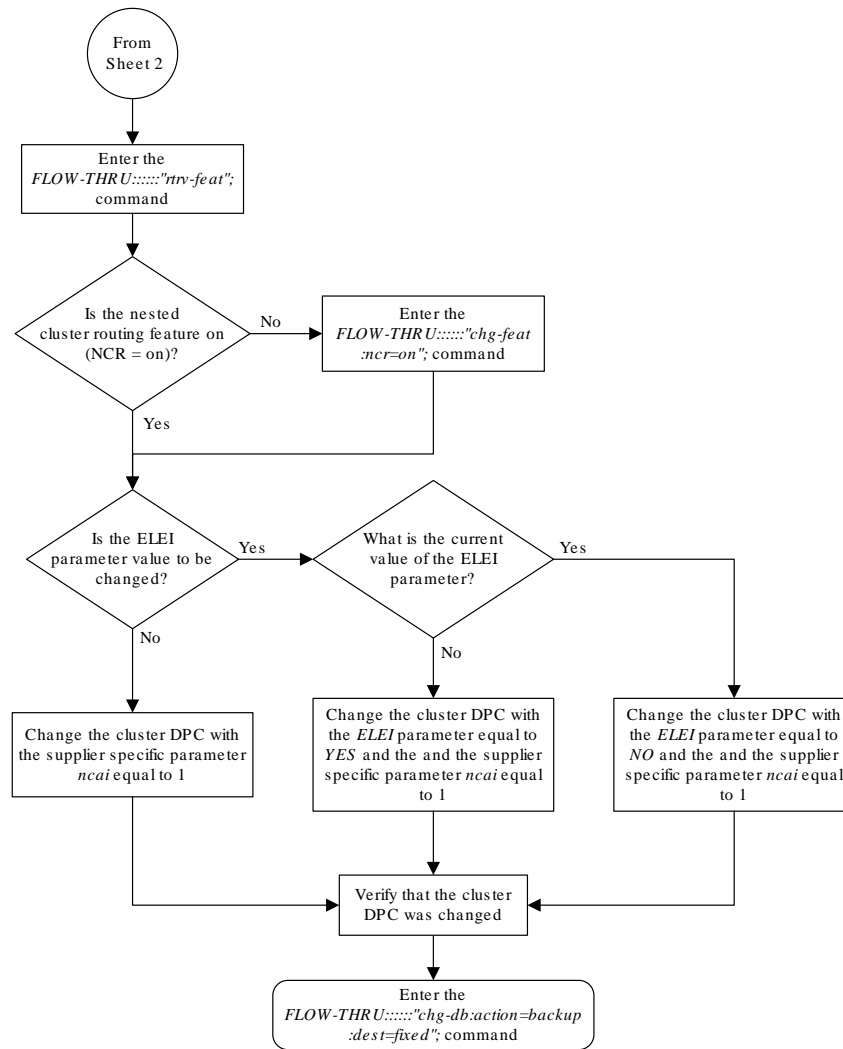 From
Sheet 2
Enter the
FLOW-THRU::::::"rtrv-feat";
command
Is the nested
cluster routing feature on
(NCR = on)?
No
Enter the
FLOW-THRU::::::"chg-feat
:ncr=on"; command
Yes
Is the ELEI
parameter value to be
changed?
Yes
What is the current
value of the ELEI
parameter?
Yes
No
No
Change the cluster DPC with
the supplier specific parameter
ncai equal to 1
Change the cluster DPC with
the ELEI parameter equal to
YES and the and the supplier
specific parameter ncai equal
to 1
Change the cluster DPC with
the ELEI parameter equal to
NO and the and the supplier
specific parameter ncai equal
to 1
Verify that the cluster
DPC was changed
Enter the
FLOW-THRU::::::"chg-db:action=backup
:dest=fixed"; command